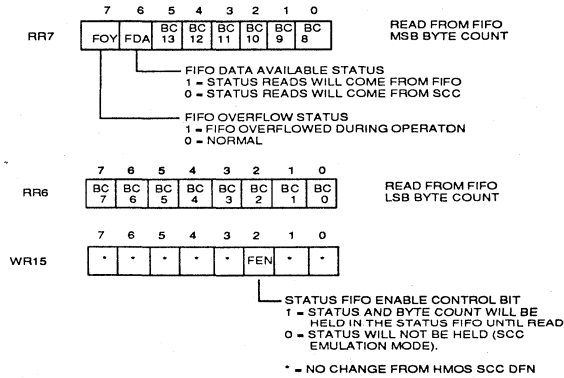 7 6 5 4 3 2 1 0
RR7 FOY FDA BC 13 BC 12 BC 11 BC 10 BC 9 BC 8
READ FROM FIFO
MSB BYTE COUNT
FIFO DATA AVAILABLE STATUS
1 = STATUS READS WILL COME FROM FIFO
0 = STATUS READS WILL COME FROM SCC
FIFO OVERFLOW STATUS
1 = FIFO OVERFLOWED DURING OPERATON
0 = NORMAL
7 6 5 4 3 2 1 0
RR6 BC 7 BC 6 BC 5 BC 4 BC 3 BC 2 BC 1 BC 0
READ FROM FIFO
LSB BYTE COUNT
7 6 5 4 3 2 1 0
WR15 * * * * * FEN * *
STATUS FIFO ENABLE CONTROL BIT
1 = STATUS AND BYTE COUNT WILL BE
HELD IN THE STATUS FIFO UNTIL READ
0 = STATUS WILL NOT BE HELD (SCC
EMULATION MODE).
* = NO CHANGE FROM HMOS SCC DFN